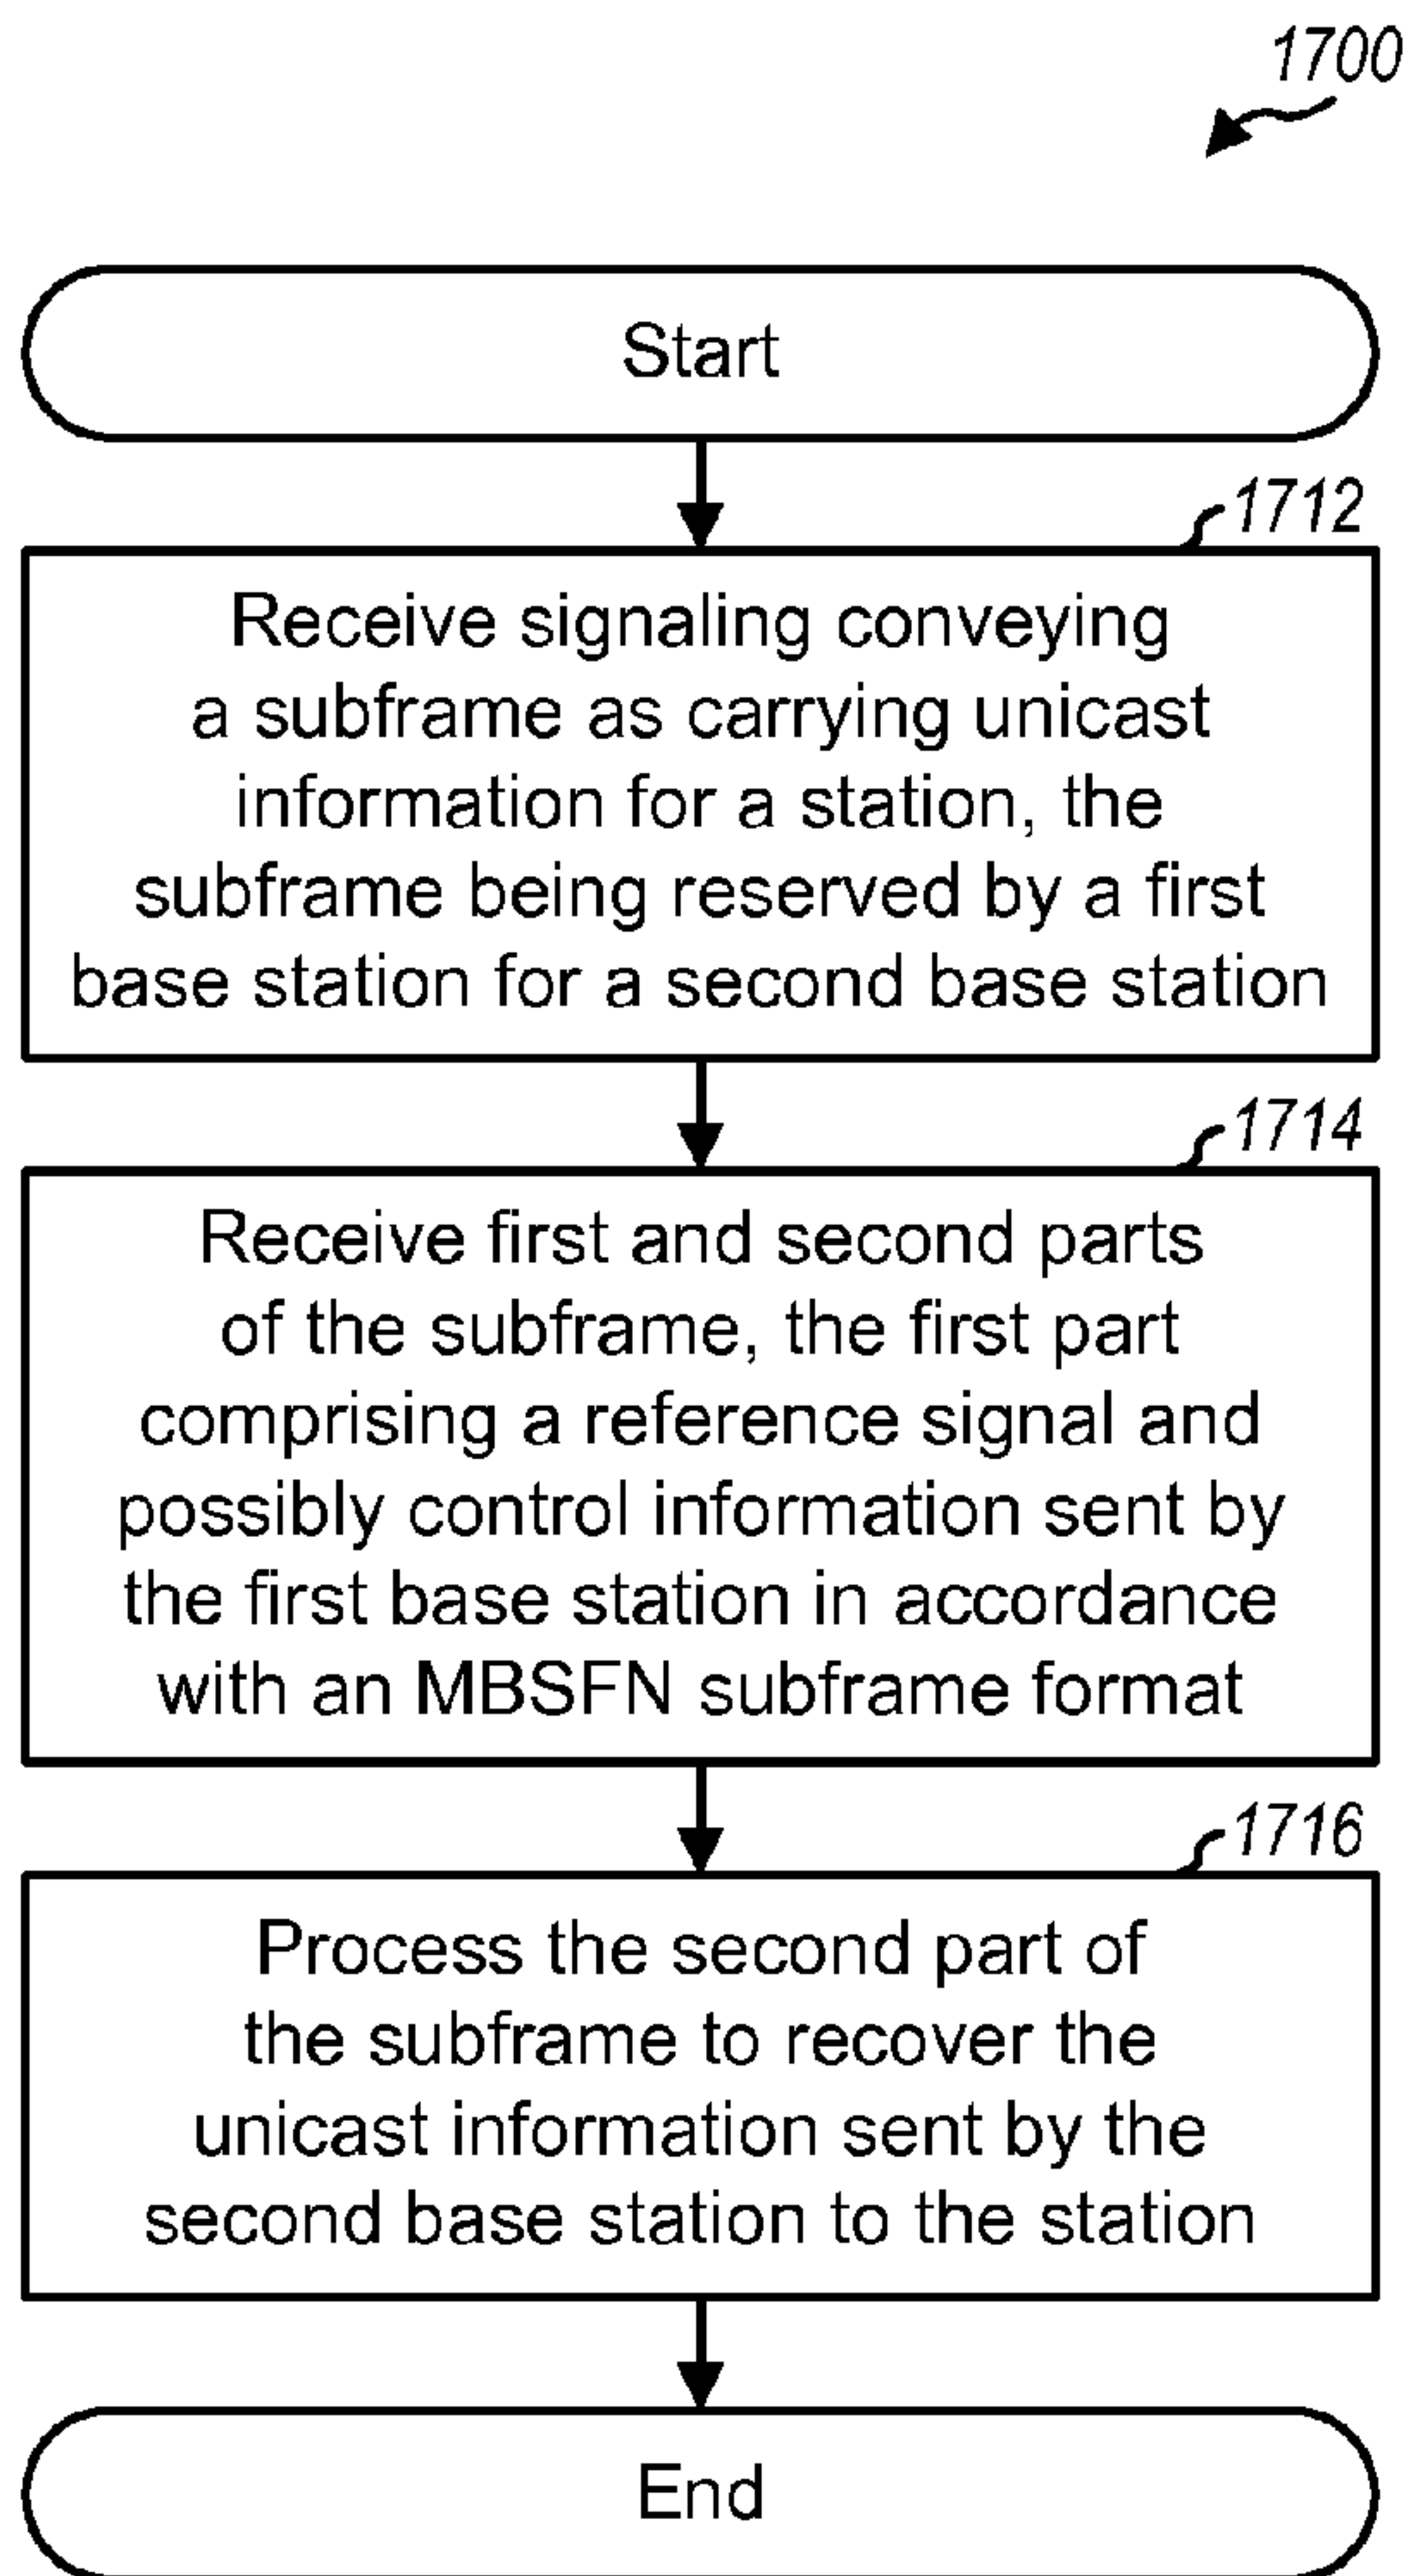 1700
Start
1712
Receive signaling conveying
a subframe as carrying unicast
information for a station, the
subframe being reserved by a first
base station for a second base station
1714
Receive first and second parts
of the subframe, the first part
comprising a reference signal and
possibly control information sent by
the first base station in accordance
with an MBSFN subframe format
1716
Process the second part of
the subframe to recover the
unicast information sent by the
second base station to the station
End